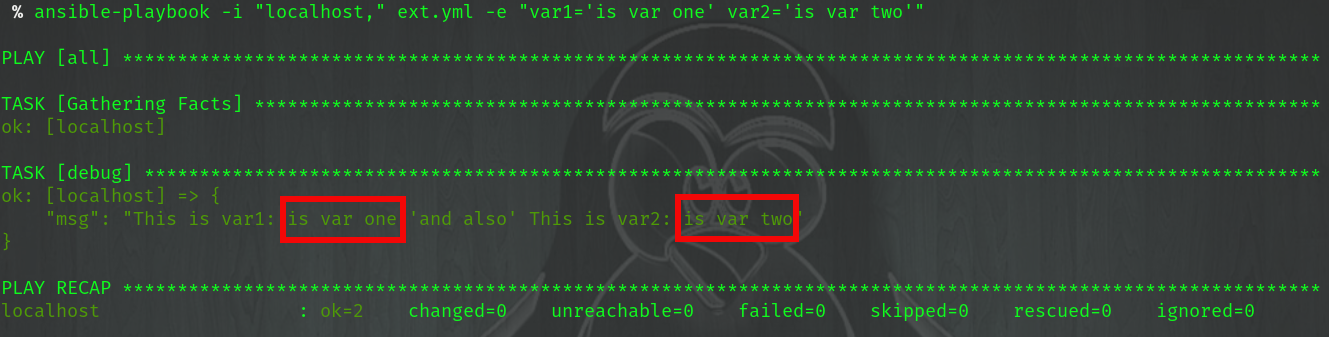 % ansible-playbook -i "localhost," ext.yml -e "var1='is var one' var2='is var two'"
PLAY [all] *************************************************************************************************************
TASK [Gathering Facts] *************************************************************************************************
ok: [localhost]
TASK [debug] ***********************************************************************************************************
ok: [localhost] => {
    "msg": "This is var1: is var one 'and also' This is var2: is var two"
}
PLAY RECAP *************************************************************************************************************
localhost                  : ok=2    changed=0    unreachable=0    failed=0    skipped=0    rescued=0    ignored=0